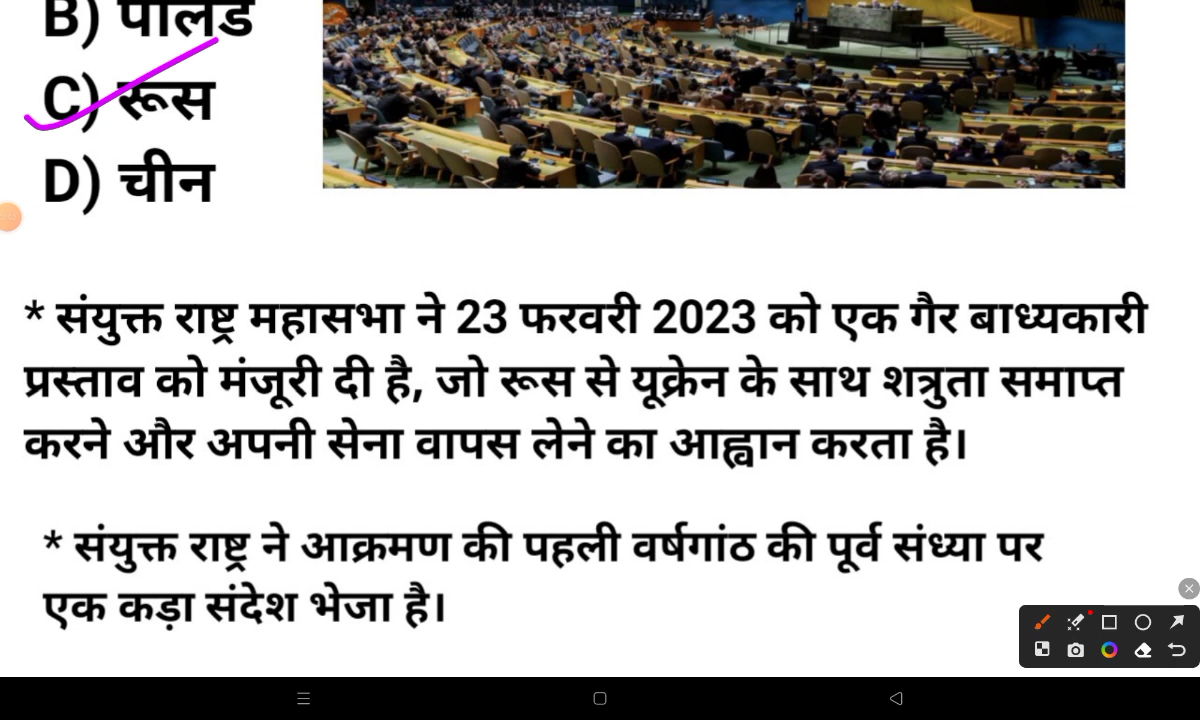 B) पोलैंड
C) रूस
D) चीन
* संयुक्त राष्ट्र महासभा ने 23 फरवरी 2023 को एक गैर बाध्यकारी
प्रस्ताव को मंजूरी दी है, जो रूस से यूक्रेन के साथ शत्रुता समाप्त
करने और अपनी सेना वापस लेने का आह्वान करता है।
* संयुक्त राष्ट्र ने आक्रमण की पहली वर्षगांठ की पूर्व संध्या पर
एक कड़ा संदेश भेजा है।